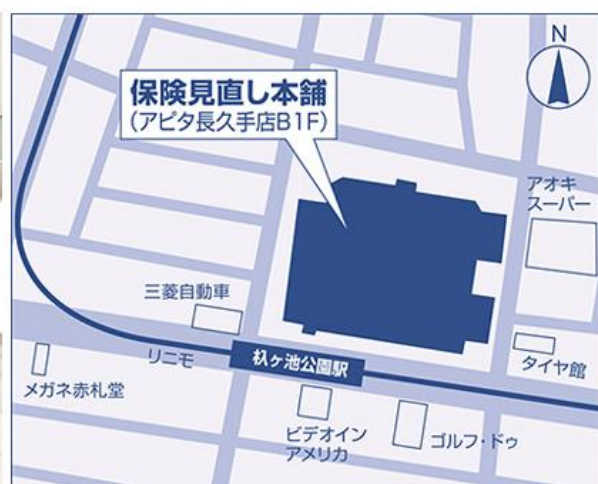 N
保険見直し本舗
(アピタ長久手店B1F)
アオキ
スーパー
三菱自動車
リニモ
杁ヶ池公園駅
タイヤ館
メガネ赤札堂
ビデオイン
アメリカ
ゴルフ・ドゥ